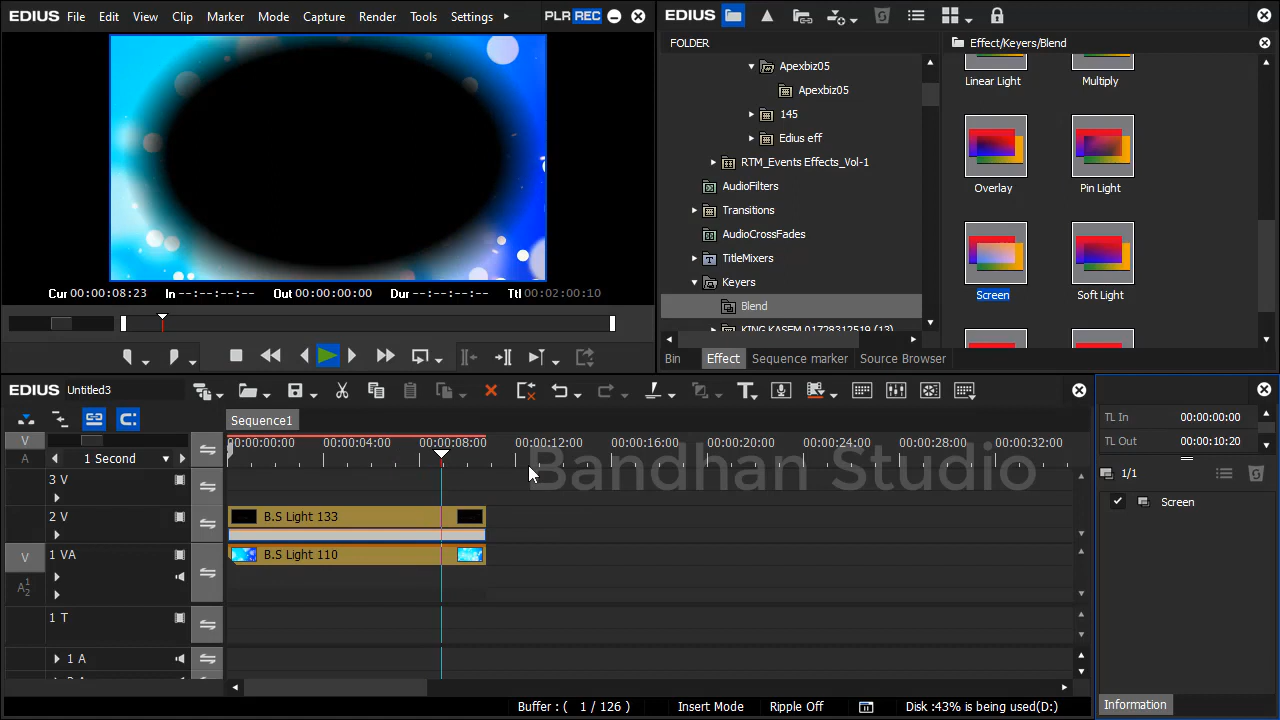 EDIUS File Edit View Clip Marker Mode Capture Render Tools Settings PLR REC
Cur 00:00:08:23 In --:--:--:-- Out 00:00:00:00 Dur --:--:--:-- Ttl 00:02:00:10
EDIUS
FOLDER
Apexbiz05
Apexbiz05
145
Edius eff
RTM_Events Effects_Vol-1
AudioFilters
Transitions
AudioCrossFades
TitleMixers
Keyers
Blend
KING KASEM 01728312519 (13)
Effect/Keyers/Blend
Linear Light Multiply
Overlay Pin Light
Screen Soft Light
Bin Effect Sequence marker Source Browser
EDIUS Untitled3
Sequence1
V
A
1 Second
00:00:00:00 00:00:04:00 00:00:08:00 00:00:12:00 00:00:16:00 00:00:20:00 00:00:24:00 00:00:28:00 00:00:32:00
Bandhan Studio
3 V
2 V B.S Light 133
V 1 VA B.S Light 110
A12
1 T
1 A
TL In 00:00:00:00
TL Out 00:00:10:20
1/1
Screen
Information
Buffer : ( 1 / 126 ) Insert Mode Ripple Off Disk :43% is being used(D:)